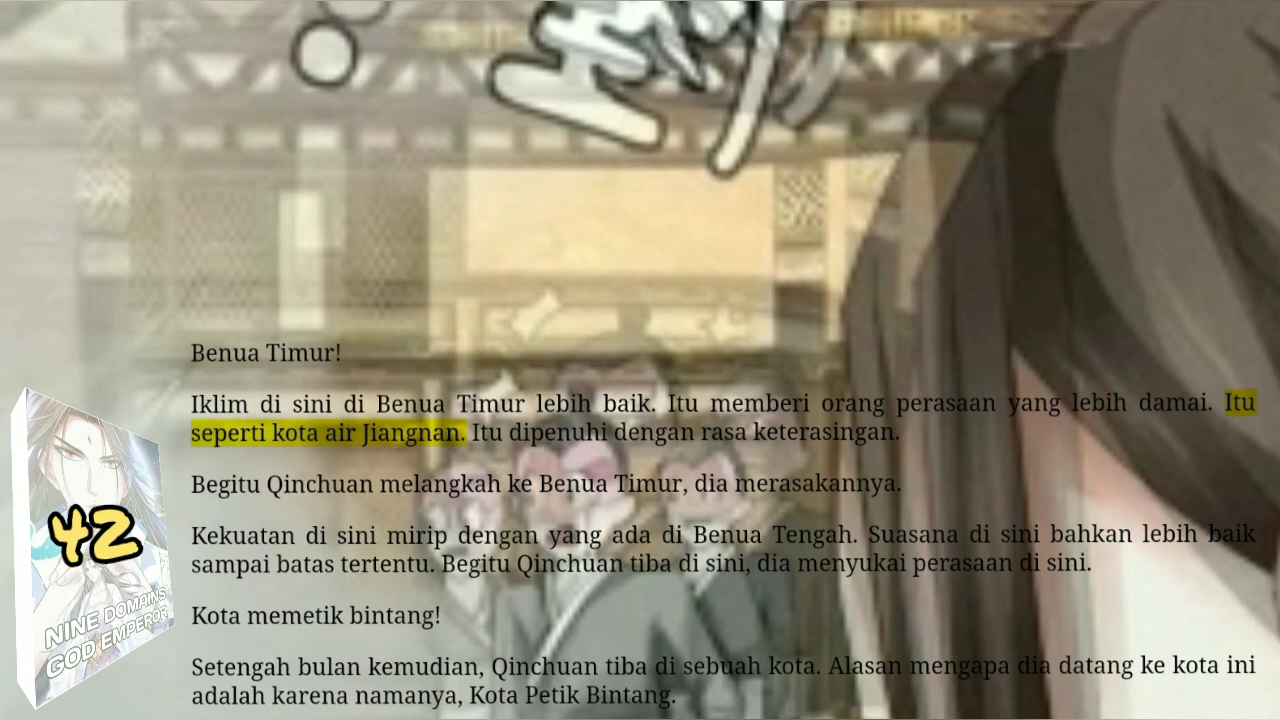 Benua Timur!
Iklim di sini di Benua Timur lebih baik. Itu memberi orang perasaan yang lebih damai. Itu
seperti kota air Jiangnan. Itu dipenuhi dengan rasa keterasingan.
Begitu Qinchuan melangkah ke Benua Timur, dia merasakannya.
Kekuatan di sini mirip dengan yang ada di Benua Tengah. Suasana di sini bahkan lebih baik
sampai batas tertentu. Begitu Qinchuan tiba di sini, dia menyukai perasaan di sini.
Kota memetik bintang!
Setengah bulan kemudian, Qinchuan tiba di sebuah kota. Alasan mengapa dia datang ke kota ini
adalah karena namanya, Kota Petik Bintang.
42
NINE DOMAINS
GOD EMPEROR